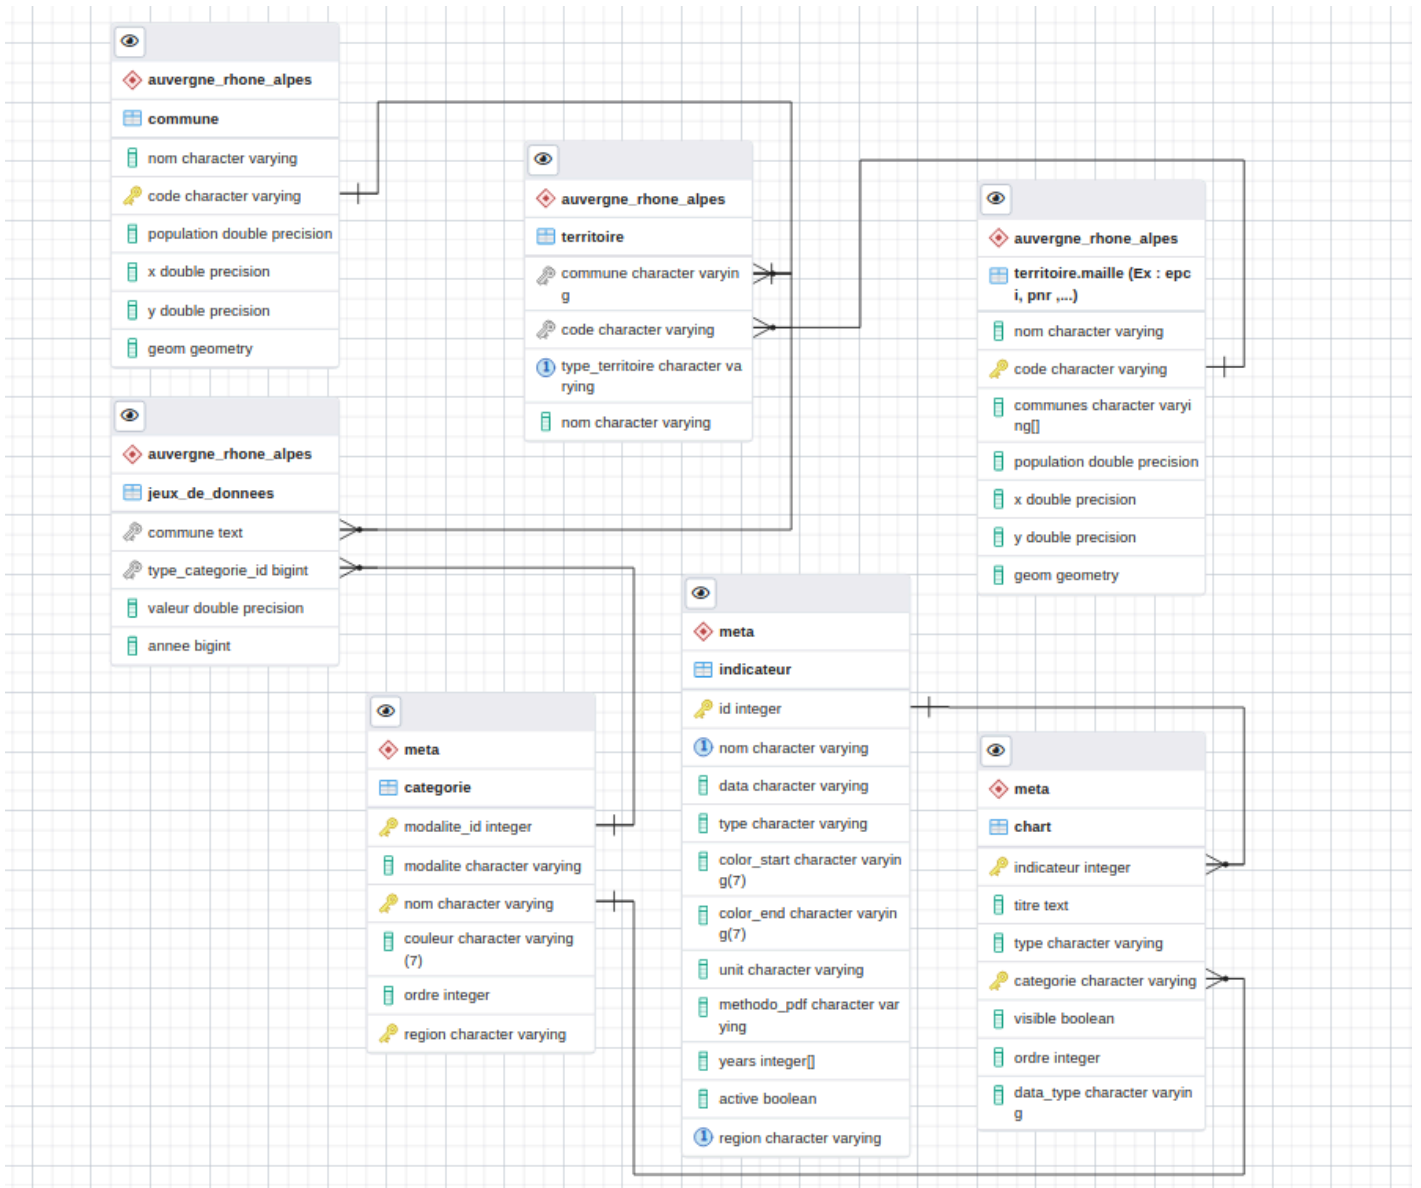 auvergne_rhone_alpes
commune
nom character varying
code character varying
population double precision
x double precision
y double precision
geom geometry
auvergne_rhone_alpes
territoire
commune character varyin
g
code character varying
type_territoire character va
rying
nom character varying
auvergne_rhone_alpes
territoire.maille (Ex : epc
i, pnr ,...)
nom character varying
code character varying
communes character varyi
ng[]
population double precision
x double precision
y double precision
geom geometry
auvergne_rhone_alpes
jeux_de_donnees
commune text
type_categorie_id bigint
valeur double precision
annee bigint
meta
categorie
modalite_id integer
modalite character varying
nom character varying
couleur character varying
(7)
ordre integer
region character varying
meta
indicateur
id integer
1
nom character varying
data character varying
type character varying
color_start character varyin
g(7)
color_end character varyin
g(7)
unit character varying
methodo_pdf character var
ying
years integer[]
active boolean
1
region character varying
meta
chart
indicateur integer
titre text
type character varying
categorie character varying
visible boolean
ordre integer
data_type character varyin
g